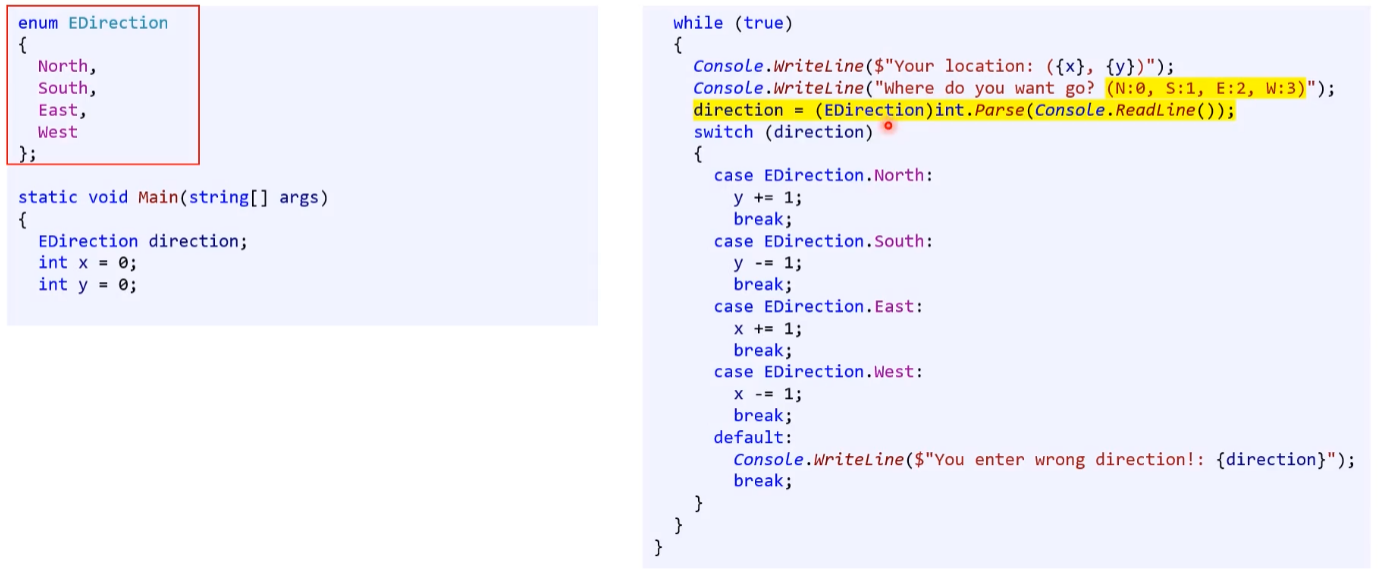 enum EDirection
{
North,
South,
East,
West
};
static void Main(string[] args)
{
EDirection direction;
int x = 0;
int y = 0;
while (true)
{
Console.WriteLine($"Your location: ({x}, {y})");
Console.WriteLine("Where do you want go? (N:0, S:1, E:2, W:3)");
direction = (EDirection)int.Parse(Console.ReadLine());
switch (direction)
{
case EDirection.North:
y += 1;
break;
case EDirection.South:
y -= 1;
break;
case EDirection.East:
x += 1;
break;
case EDirection.West:
x -= 1;
break;
default:
Console.WriteLine($"You enter wrong direction!: {direction}");
break;
}
}
}